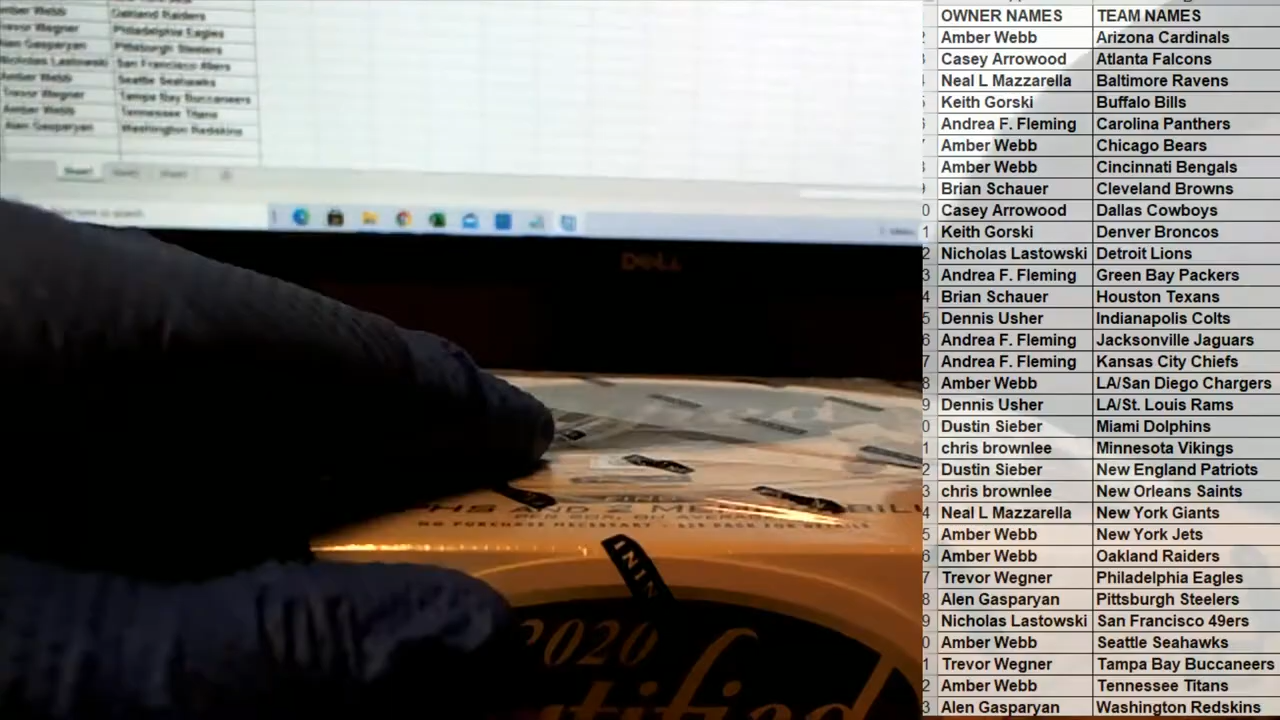 Amber Webb Oakland Raiders
Trevor Wegner Philadelphia Eagles
Alen Gasparyan Pittsburgh Steelers
Nicholas Lastowski San Francisco 49ers
Amber Webb Seattle Seahawks
Trevor Wegner Tampa Bay Buccaneers
Amber Webb Tennessee Titans
Alen Gasparyan Washington Redskins
DELL
NO PURCHASE NECESSARY
2020
OWNER NAMES TEAM NAMES
Amber Webb Arizona Cardinals
Casey Arrowood Atlanta Falcons
Neal L Mazzarella Baltimore Ravens
Keith Gorski Buffalo Bills
Andrea F. Fleming Carolina Panthers
Amber Webb Chicago Bears
Amber Webb Cincinnati Bengals
Brian Schauer Cleveland Browns
Casey Arrowood Dallas Cowboys
Keith Gorski Denver Broncos
Nicholas Lastowski Detroit Lions
Andrea F. Fleming Green Bay Packers
Brian Schauer Houston Texans
Dennis Usher Indianapolis Colts
Andrea F. Fleming Jacksonville Jaguars
Andrea F. Fleming Kansas City Chiefs
Amber Webb LA/San Diego Chargers
Dennis Usher LA/St. Louis Rams
Dustin Sieber Miami Dolphins
chris brownlee Minnesota Vikings
Dustin Sieber New England Patriots
chris brownlee New Orleans Saints
Neal L Mazzarella New York Giants
Amber Webb New York Jets
Amber Webb Oakland Raiders
Trevor Wegner Philadelphia Eagles
Alen Gasparyan Pittsburgh Steelers
Nicholas Lastowski San Francisco 49ers
Amber Webb Seattle Seahawks
Trevor Wegner Tampa Bay Buccaneers
Amber Webb Tennessee Titans
Alen Gasparyan Washington Redskins